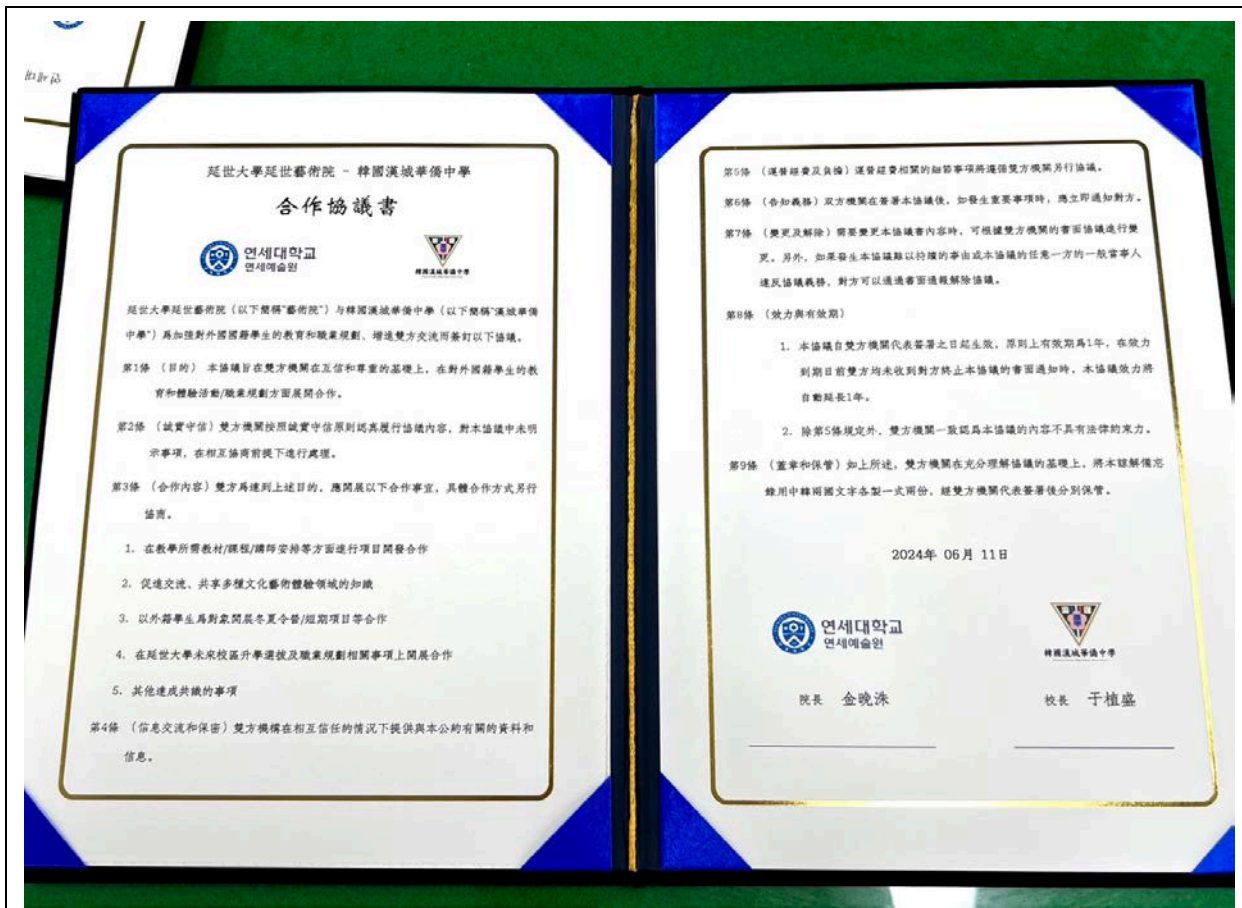 延世大學延世藝術院 - 韓國漢城華僑中學
合作協議書
연세대학교
연세예술원
韓國漢城華僑中學
延世大學延世藝術院（以下簡稱"藝術院"）与韓國漢城華僑中學（以下簡稱"漢城華僑
中學"）爲加强對外國國籍學生的教育和職業規劃、增進雙方交流而簽訂以下協議。
第1條 （目的） 本協議旨在雙方機關在互信和尊重的基礎上，在對外國籍學生的教
育和體驗活動/職業規劃方面展開合作。
第2條 （誠實守信）雙方機關按照誠實守信原則認真履行協議內容，對本協議中未明
示事項，在相互協商前提下進行處理。
第3條 （合作內容）雙方爲達到上述目的，應開展以下合作事宜，具體合作方式另行
協商。
1. 在教學所需教材/課程/講師安排等方面進行項目開發合作
2. 促進交流、共享多種文化藝術體驗領域的知識
3. 以外籍學生爲對象開展冬夏令營/短期項目等合作
4. 在延世大學未來校區升學選拔及職業規劃相關事項上開展合作
5. 其他達成共識的事項
第4條 （信息交流和保密）雙方機構在相互信任的情況下提供與本公約有關的資料和
信息。
第5條 （運營經費及負擔）運營經費相關的細節事項將遵循雙方機關另行協議。
第6條 （告知義務）双方機關在簽署本協議後，如發生重要事項時，應立即通知對方。
第7條 （變更及解除）需要變更本協議書內容時，可根據雙方機關的書面協議進行變
更。另外，如果發生本協議難以持續的事由或本協議的任意一方的一般當事人
違反協議義務，對方可以通過書面通報解除協議。
第8條 （效力與有效期）
1. 本協議自雙方機關代表簽署之日起生效，原則上有效期爲1年，在效力
到期日前雙方均未收到對方終止本協議的書面通知時，本協議效力將
自動延長1年。
2. 除第5條規定外，雙方機關一致認爲本協議的內容不具有法律約束力。
第9條 （蓋章和保管）如上所述，雙方機關在充分理解協議的基礎上，將本諒解備忘
錄用中韓兩國文字各製一式兩份，經雙方機關代表簽署後分別保管。
2024年 06月 11日
연세대학교
연세예술원
韓國漢城華僑中學
院長 金晚洙
校長 于植盛